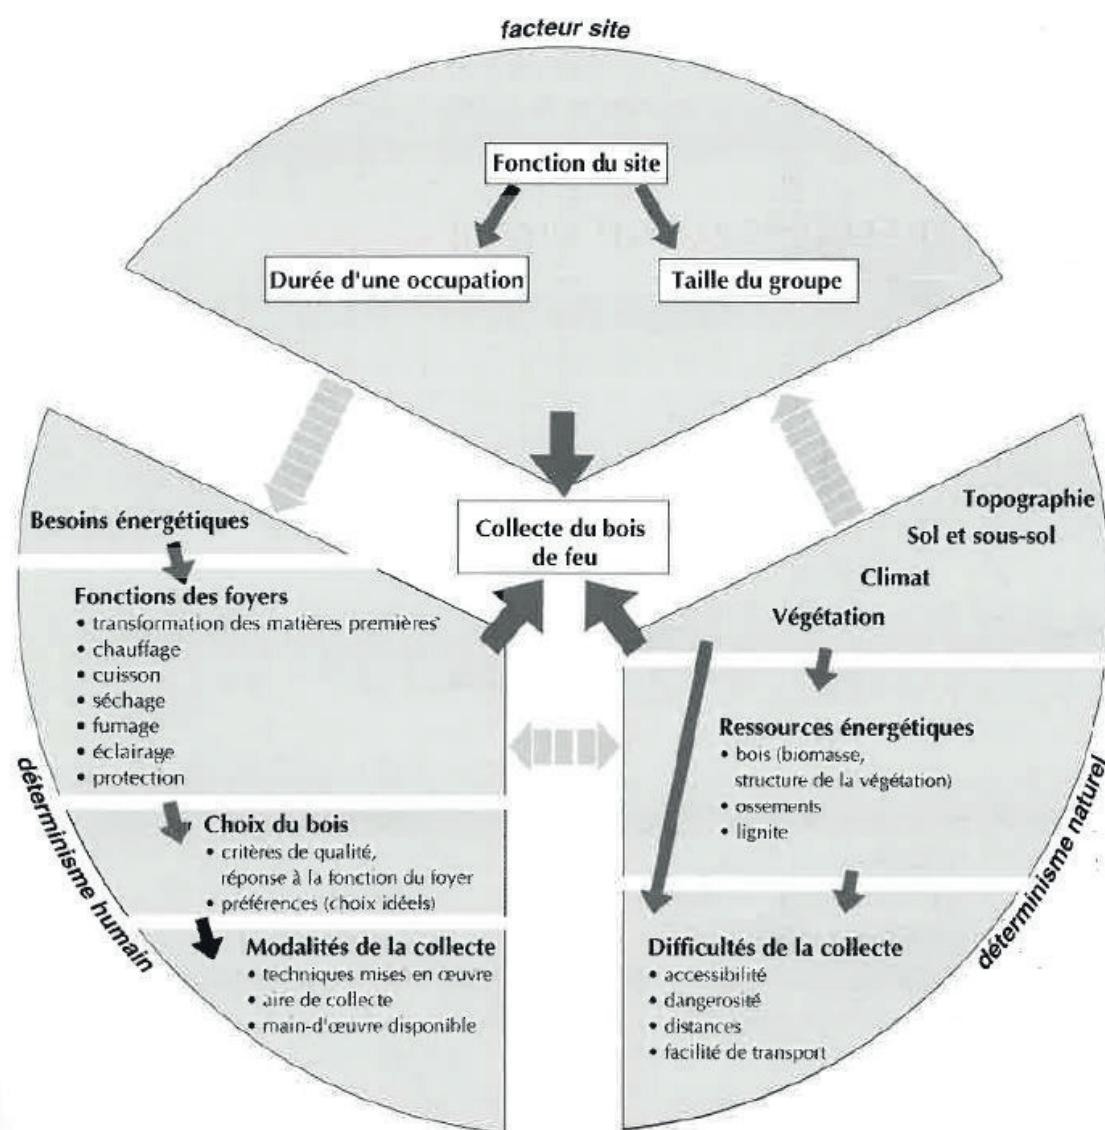 facteur site
Fonction du site
Durée d'une occupation
Taille du groupe
Collecte du bois
de feu
Besoins énergétiques
Fonctions des foyers
• transformation des matières premières
• chauffage
• cuisson
• séchage
• fumage
• éclairage
• protection
Choix du bois
• critères de qualité,
réponse à la fonction du foyer
• préférences (choix idéels)
Modalités de la collecte
• techniques mises en œuvre
• aire de collecte
• main-d'œuvre disponible
déterminisme humain
Topographie
Sol et sous-sol
Climat
Végétation
Ressources énergétiques
• bois (biomasse,
structure de la végétation)
• ossements
• lignite
Difficultés de la collecte
• accessibilité
• dangerosité
• distances
• facilité de transport
déterminisme naturel